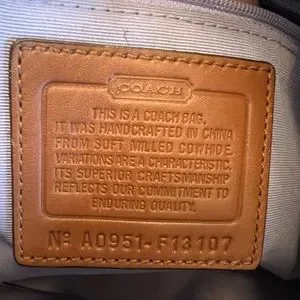 COACH
THIS IS A COACH BAG.
IT WAS HANDCRAFTED IN CHINA
FROM SOFT MILLED COWHIDE.
VARIATIONS ARE A CHARACTERISTIC.
ITS SUPERIOR CRAFTSMANSHIP
REFLECTS OUR COMMITMENT TO
ENDURING QUALITY.
Nº A0951-F13107